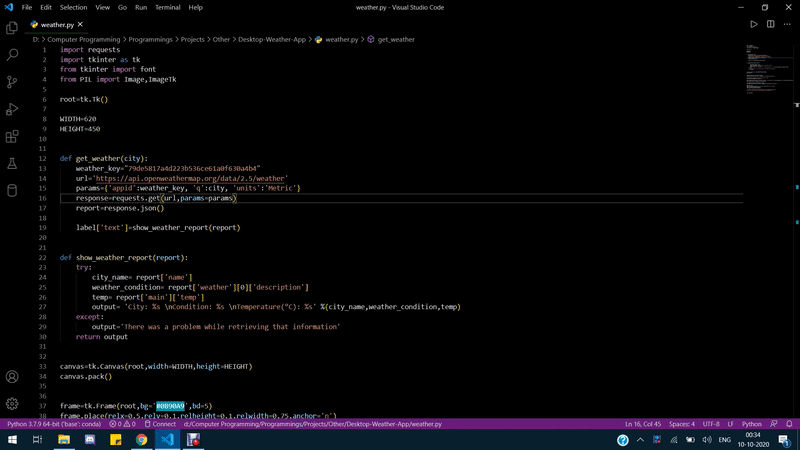 File Edit Selection View Go Run Terminal Help weather.py - Visual Studio Code
weather.py
D: > Computer Programming > Programmings > Projects > Other > Desktop-Weather-App > weather.py > get_weather
1 import requests
2 import tkinter as tk
3 from tkinter import font
4 from PIL import Image,ImageTk
5
6 root=tk.Tk()
7
8 WIDTH=620
9 HEIGHT=450
10
11
12 def get_weather(city):
13 weather_key="79de5817a4d223b536ce61a0f630a4b4"
14 url='https://api.openweathermap.org/data/2.5/weather'
15 params={'appid':weather_key, 'q':city, 'units':'Metric'}
16 response=requests.get(url,params=params)
17 report=response.json()
18
19 label['text']=show_weather_report(report)
20
21
22 def show_weather_report(report):
23 try:
24 city_name= report['name']
25 weather_condition= report['weather'][0]['description']
26 temp= report['main']['temp']
27 output= 'City: %s \nCondition: %s \nTemperature(°C): %s' %(city_name,weather_condition,temp)
28 except:
29 output='There was a problem while retrieving that information'
30 return output
31
32
33 canvas=tk.Canvas(root,width=WIDTH,height=HEIGHT)
34 canvas.pack()
35
36
37 frame=tk.Frame(root,bg='#0B90A9',bd=5)
38 frame.place(relx=0.5,rely=0.1,relheight=0.1,relwidth=0.75,anchor='n')
Python 3.7.9 64-bit ('base': conda) 0 0 Connect d:/Computer Programming/Programmings/Projects/Other/Desktop-Weather-App/weather.py Ln 16, Col 45 Spaces: 4 UTF-8 LF Python
ENG 00:34
10-10-2020